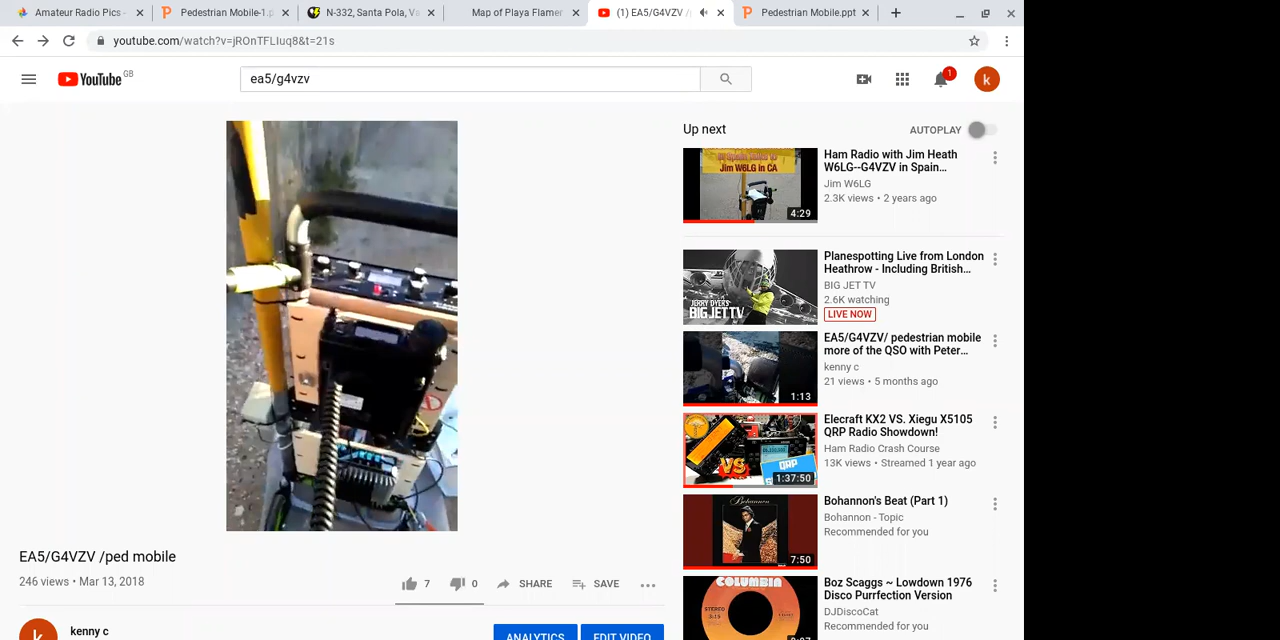 Amateur Radio Pics -
Pedestrian Mobile-1.p
N-332, Santa Pola, Va
Map of Playa Flamen
(1) EA5/G4VZV /p
Pedestrian Mobile.ppt
youtube.com/watch?v=jROnTFLIuq8&t=21s
YouTube GB
ea5/g4vzv
1
k
Up next
AUTOPLAY
Jim W6LG in CA
4:29
Ham Radio with Jim Heath
W6LG--G4VZV in Spain...
Jim W6LG
2.3K views • 2 years ago
JERRY DYER'S
BIG JET TV
Planespotting Live from London
Heathrow - Including British...
BIG JET TV
2.6K watching
LIVE NOW
1:13
EA5/G4VZV/ pedestrian mobile
more of the QSO with Peter...
kenny c
21 views • 5 months ago
VS
QRP
1:37:50
Elecraft KX2 VS. Xiegu X5105
QRP Radio Showdown!
Ham Radio Crash Course
13K views • Streamed 1 year ago
Bohannon
7:50
Bohannon's Beat (Part 1)
Bohannon - Topic
Recommended for you
COLUMBIA
STEREO
Boz Scaggs ~ Lowdown 1976
Disco Purrfection Version
DJDiscoCat
Recommended for you
EA5/G4VZV /ped mobile
246 views • Mar 13, 2018
7
0
SHARE
SAVE
k
kenny c
ANALYTICS
EDIT VIDEO